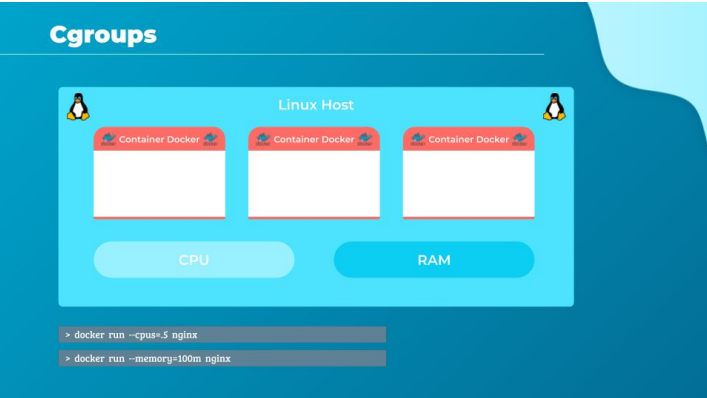 Cgroups
Linux Host
Container Docker
Container Docker
Container Docker
CPU
RAM
> docker run --cpus=.5 nginx
> docker run --memory=100m nginx